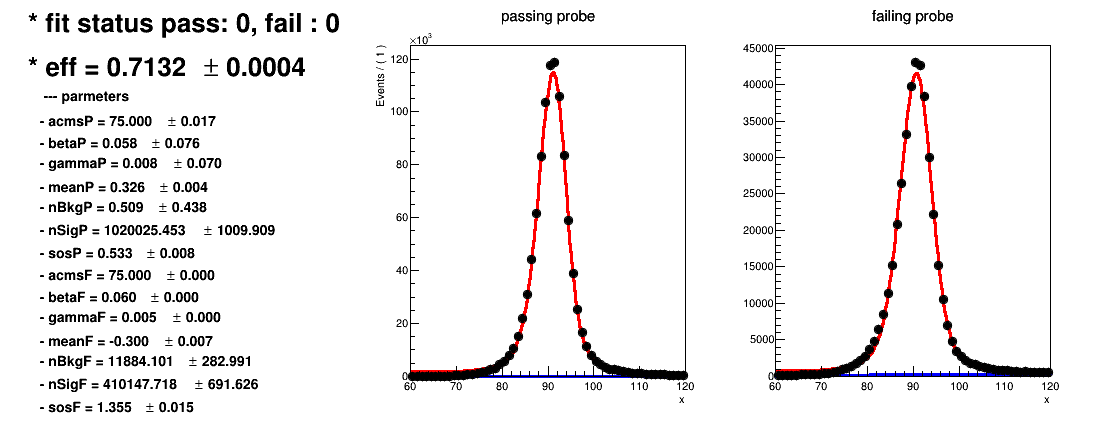 * fit status pass: 0, fail : 0
* eff = 0.7132 ± 0.0004
--- parmeters
- acmsP = 75.000 ± 0.017
- betaP = 0.058 ± 0.076
- gammaP = 0.008 ± 0.070
- meanP = 0.326 ± 0.004
- nBkgP = 0.509 ± 0.438
- nSigP = 1020025.453 ± 1009.909
- sosP = 0.533 ± 0.008
- acmsF = 75.000 ± 0.000
- betaF = 0.060 ± 0.000
- gammaF = 0.005 ± 0.000
- meanF = -0.300 ± 0.007
- nBkgF = 11884.101 ± 282.991
- nSigF = 410147.718 ± 691.626
- sosF = 1.355 ± 0.015
passing probe
×10³
Events / ( 1 )
120
100
80
60
40
20
0
60 70 80 90 100 110 120
x
failing probe
45000
40000
35000
30000
25000
20000
15000
10000
5000
0
60 70 80 90 100 110 120
x